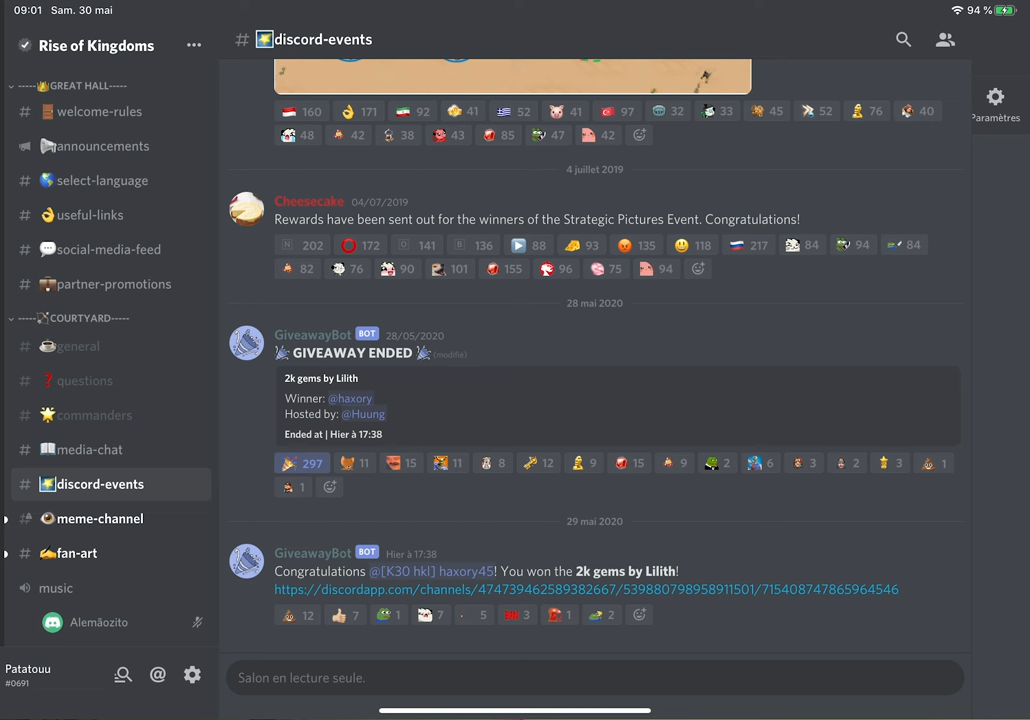 09:01 Sam. 30 mai
94 %
Rise of Kingdoms
-----GREAT HALL-----
# welcome-rules
announcements
# select-language
# useful-links
# social-media-feed
# partner-promotions
-----COURTYARD-----
# general
# questions
# commanders
# media-chat
# discord-events
# meme-channel
# fan-art
music
Alemãozito
Patatouu
#0691
# discord-events
Paramètres
160 171 92 41 52 41 97 32 33 45 52 76 40
48 42 38 43 85 47 42
4 juillet 2019
Cheesecake 04/07/2019
Rewards have been sent out for the winners of the Strategic Pictures Event. Congratulations!
N 202 172 O 141 B 136 88 93 135 118 217 84 94 84
82 76 90 101 155 96 75 94
28 mai 2020
GiveawayBot BOT 28/05/2020
GIVEAWAY ENDED (modifié)
2k gems by Lilith
Winner: @haxory
Hosted by: @Huung
Ended at | Hier à 17:38
297 11 15 11 8 12 9 15 9 2 6 3 2 3 1
1
29 mai 2020
GiveawayBot BOT Hier à 17:38
Congratulations @[K30 hkl] haxory45! You won the 2k gems by Lilith!
https://discordapp.com/channels/474739462589382667/539880798958911501/715408747865964546
12 7 1 7 5 3 1 2
Salon en lecture seule.